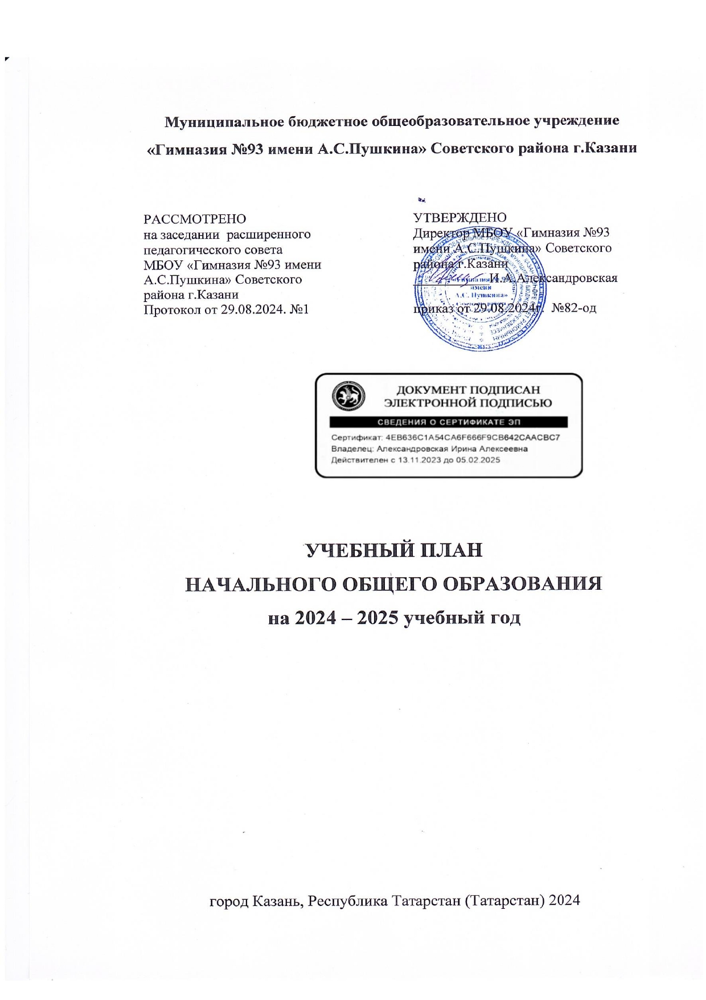 Муниципальное бюджетное общеобразовательное учреждение
«Гимназия №93 имени А.С.Пушкина» Советского района г.Казани
РАССМОТРЕНО
на заседании расширенного
педагогического совета
МБОУ «Гимназия №93 имени
А.С.Пушкина» Советского
района г.Казани
Протокол от 29.08.2024. №1
УТВЕРЖДЕНО
Директор МБОУ «Гимназия №93
имени А.С.Пушкина» Советского
района г.Казани
И.А.Александровская
приказ от 29.08.2024г. №82-од
имени
А.С. Пушкина»
ДОКУМЕНТ ПОДПИСАН
ЭЛЕКТРОННОЙ ПОДПИСЬЮ
СВЕДЕНИЯ О СЕРТИФИКАТЕ ЭП
Сертификат: 4EB636C1A54CA6F666F9CB642CAACBC7
Владелец: Александровская Ирина Алексеевна
Действителен с 13.11.2023 до 05.02.2025
УЧЕБНЫЙ ПЛАН
НАЧАЛЬНОГО ОБЩЕГО ОБРАЗОВАНИЯ
на 2024 – 2025 учебный год
город Казань, Республика Татарстан (Татарстан) 2024